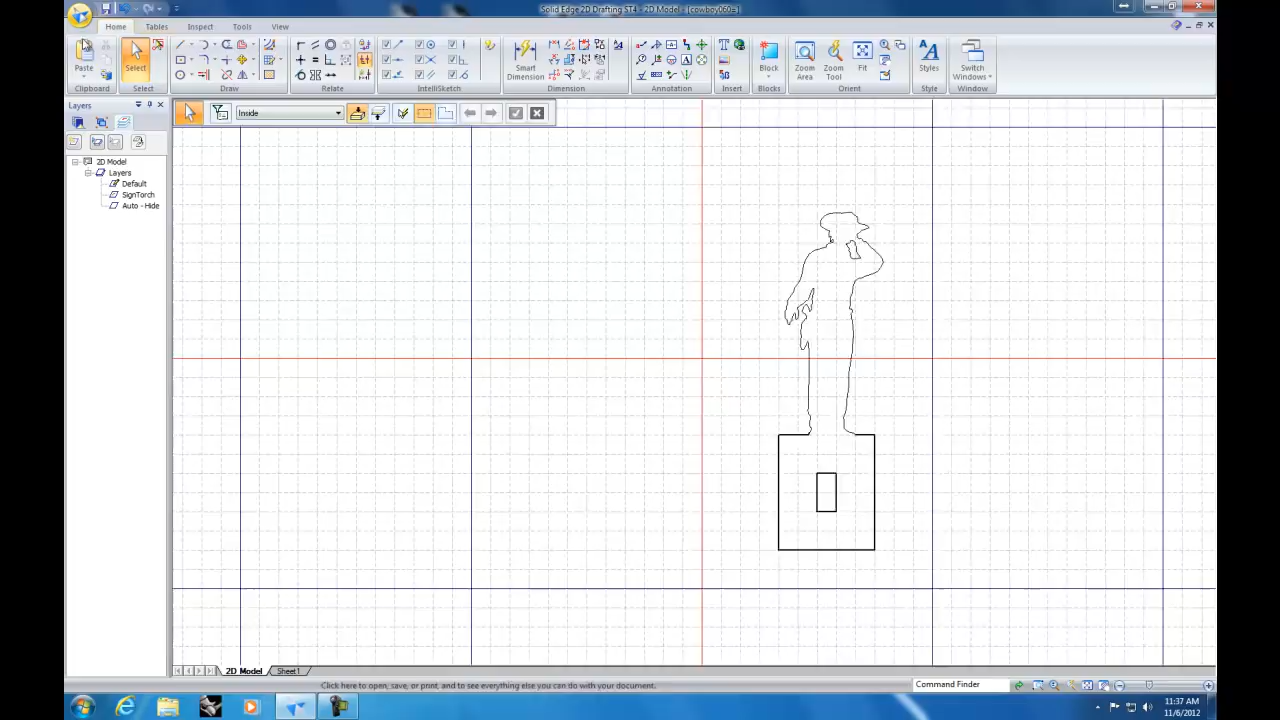 Solid Edge 2D Drafting ST4 - 2D Model - [cowboy060=]
Home Tables Inspect Tools View
Paste
Select
Smart
Dimension
Block
Zoom
Area
Zoom
Tool
Fit
Styles
Switch
Windows
Clipboard Select Draw Relate IntelliSketch Dimension Annotation Insert Blocks Orient Style Window
Layers
Inside
2D Model
Layers
Default
SignTorch
Auto - Hide
2D Model Sheet1
Click here to open, save, or print, and to see everything else you can do with your document.
Command Finder
11:37 AM
11/6/2012